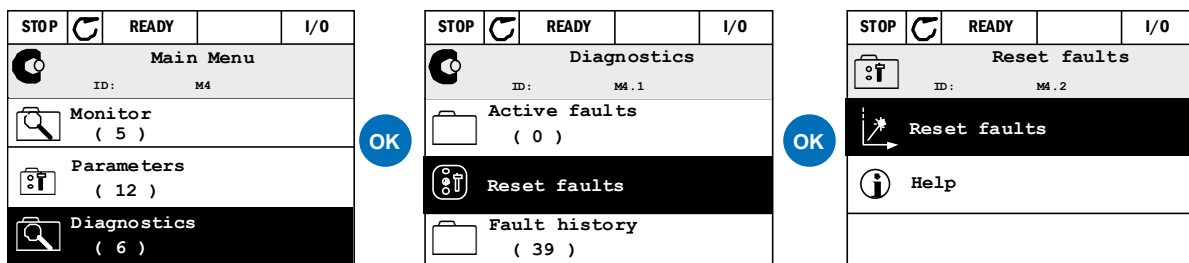 STOP READY I/O
Main Menu
ID: M4
Monitor
( 5 )
Parameters
( 12 )
Diagnostics
( 6 )
OK
STOP READY I/O
Diagnostics
ID: M4.1
Active faults
( 0 )
Reset faults
Fault history
( 39 )
OK
STOP READY I/O
Reset faults
ID: M4.2
Reset faults
Help